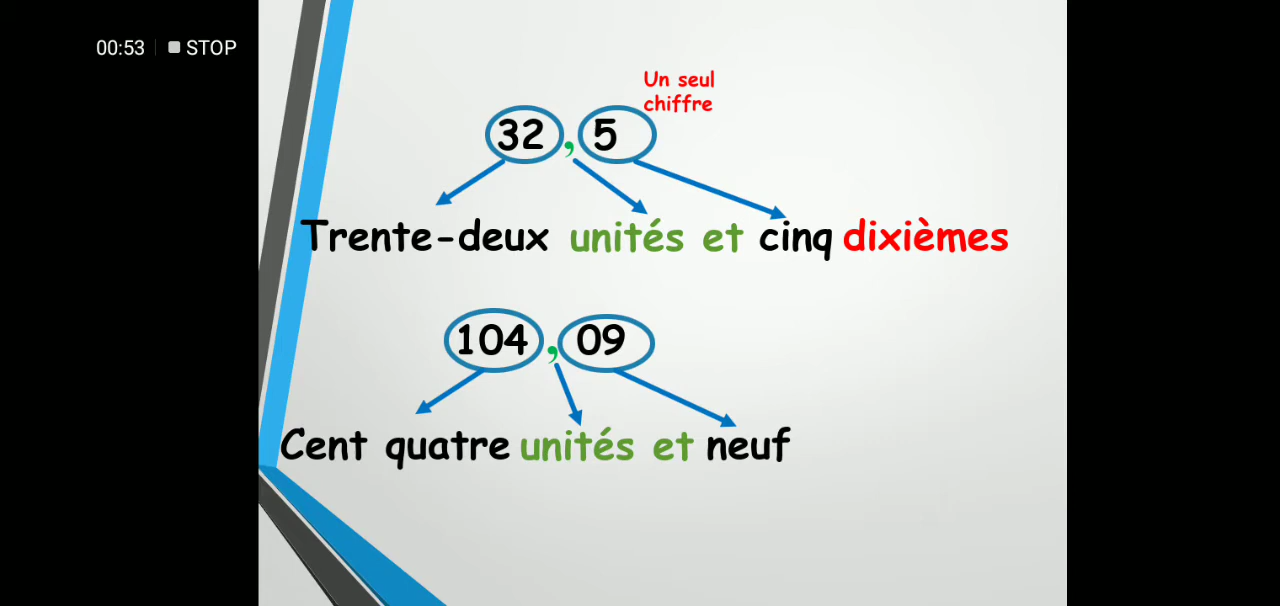 00:53 STOP
Un seul
chiffre
32 , 5
Trente-deux unités et cinq dixièmes
104 , 09
Cent quatre unités et neuf